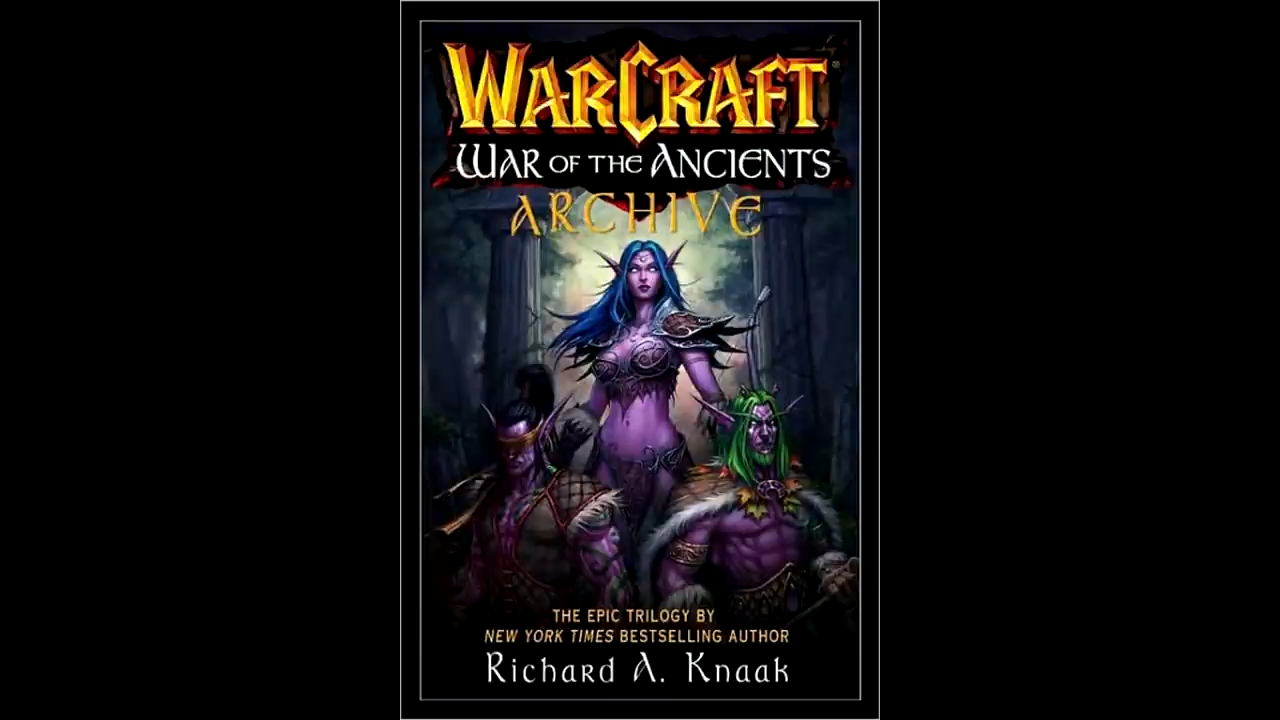 WARCRAFT®
WAR OF THE ANCIENTS
ARCHIVE
THE EPIC TRILOGY BY
NEW YORK TIMES BESTSELLING AUTHOR
Richard A. Knaak